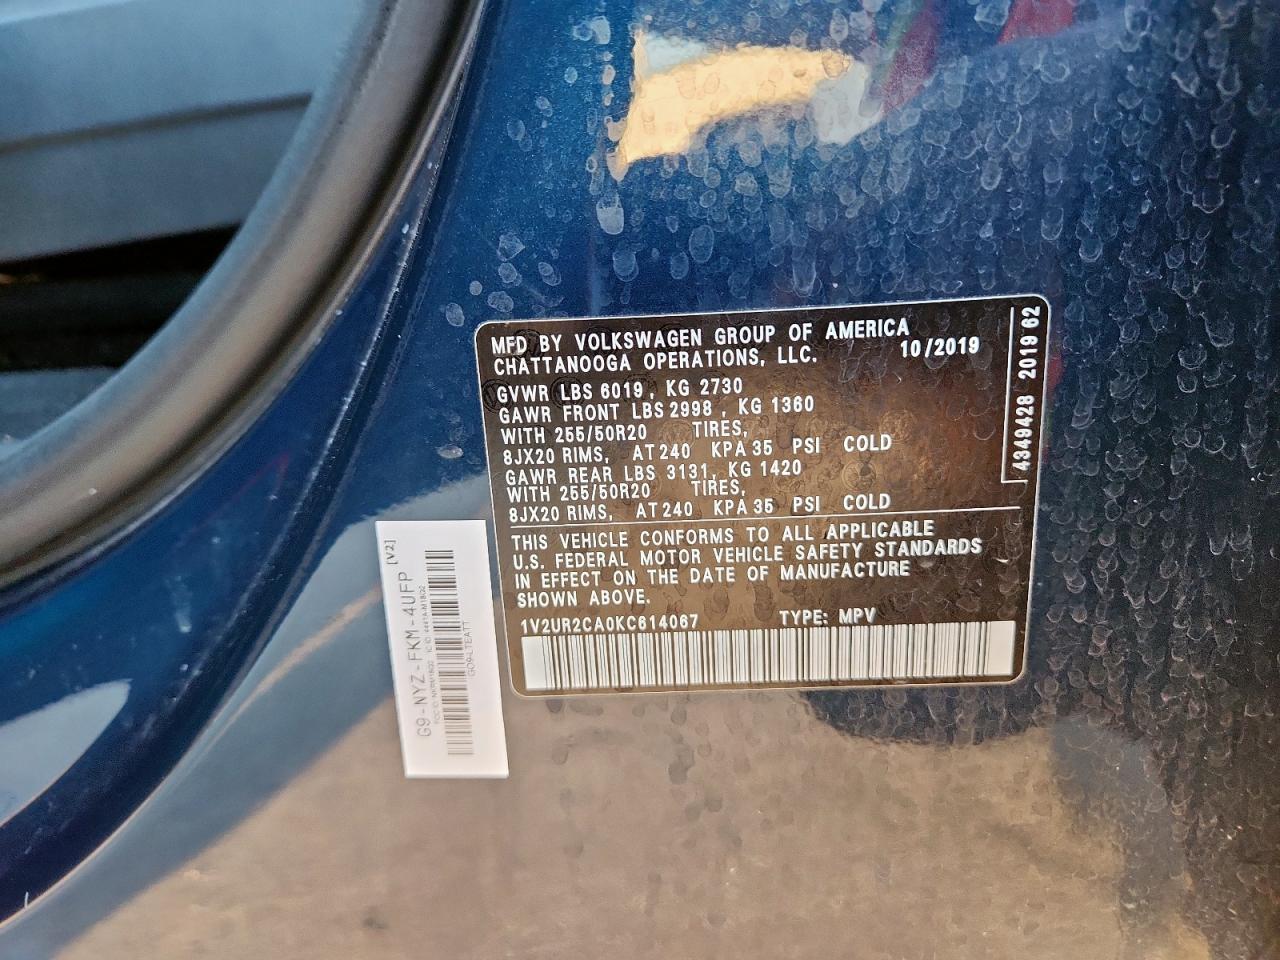 MFD BY VOLKSWAGEN GROUP OF AMERICA
CHATTANOOGA OPERATIONS, LLC. 10/2019
GVWR LBS 6019, KG 2730
GAWR FRONT LBS 2998, KG 1360
WITH 255/50R20 TIRES,
8JX20 RIMS, AT 240 KPA 35 PSI COLD
GAWR REAR LBS 3131, KG 1420
WITH 255/50R20 TIRES,
8JX20 RIMS, AT 240 KPA 35 PSI COLD
THIS VEHICLE CONFORMS TO ALL APPLICABLE
U.S. FEDERAL MOTOR VEHICLE SAFETY STANDARDS
IN EFFECT ON THE DATE OF MANUFACTURE
SHOWN ABOVE.
1V2UR2CA0KC614067 TYPE: MPV
4349428 2019 62
G9-NYZ-FKM-4UFP [V2]
GO9-LTEATT